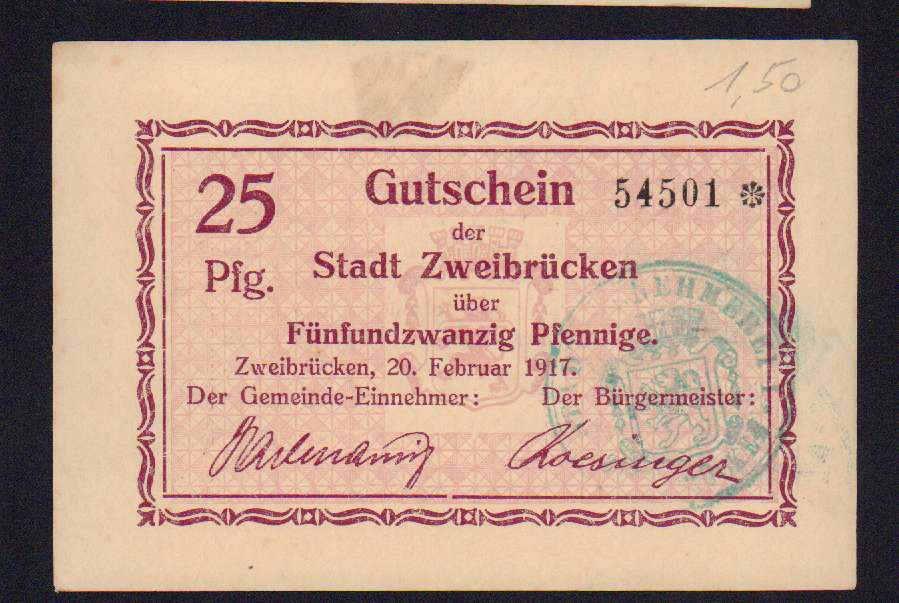 1,50
25 Pfg.
Gutschein 54501 *
der
Stadt Zweibrücken
über
Fünfundzwanzig Pfennige.
Zweibrücken, 20. Februar 1917.
Der Gemeinde-Einnehmer: Der Bürgermeister:
Roesinger